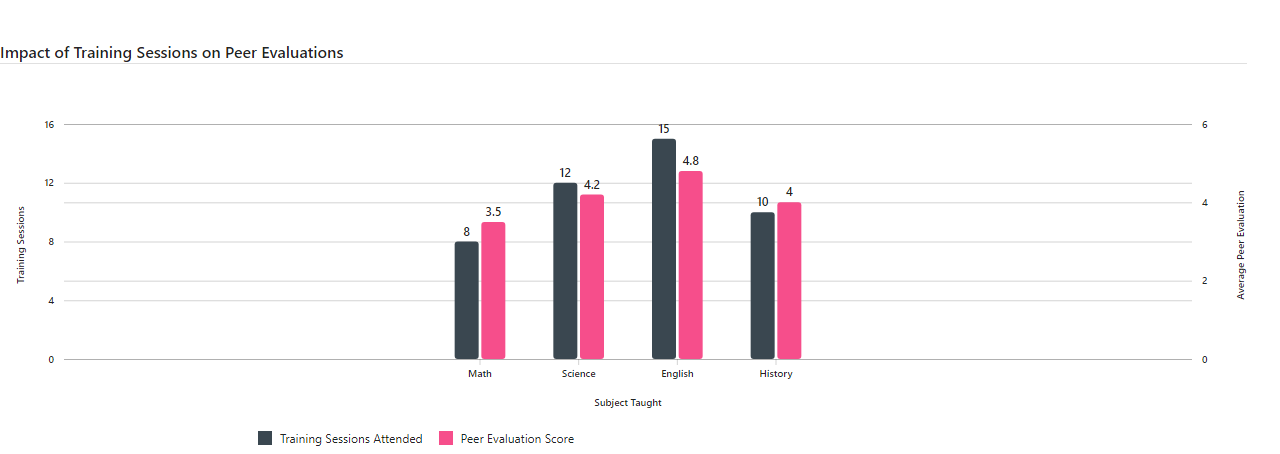 Impact of Training Sessions on Peer Evaluations
16
12
8
4
0
Training Sessions
6
4
2
0
Average Peer Evaluation
8
3.5
12
4.2
15
4.8
10
4
Math
Science
English
History
Subject Taught
Training Sessions Attended
Peer Evaluation Score